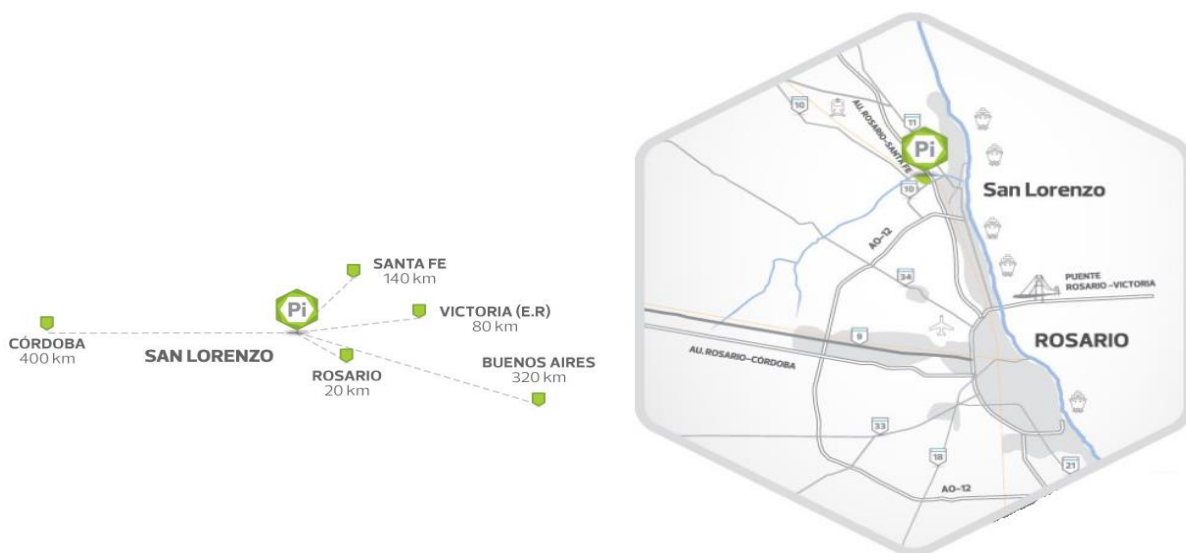 SANTA FE
140 km
Pi
VICTORIA (E.R)
80 km
CÓRDOBA
400 km
SAN LORENZO
ROSARIO
20 km
BUENOS AIRES
320 km
10
11
AU. ROSARIO-SANTA FE
Pi
10
San Lorenzo
AO-12
34
PUENTE
ROSARIO-VICTORIA
9
ROSARIO
AU. ROSARIO-CÓRDOBA
33
18
21
AO-12